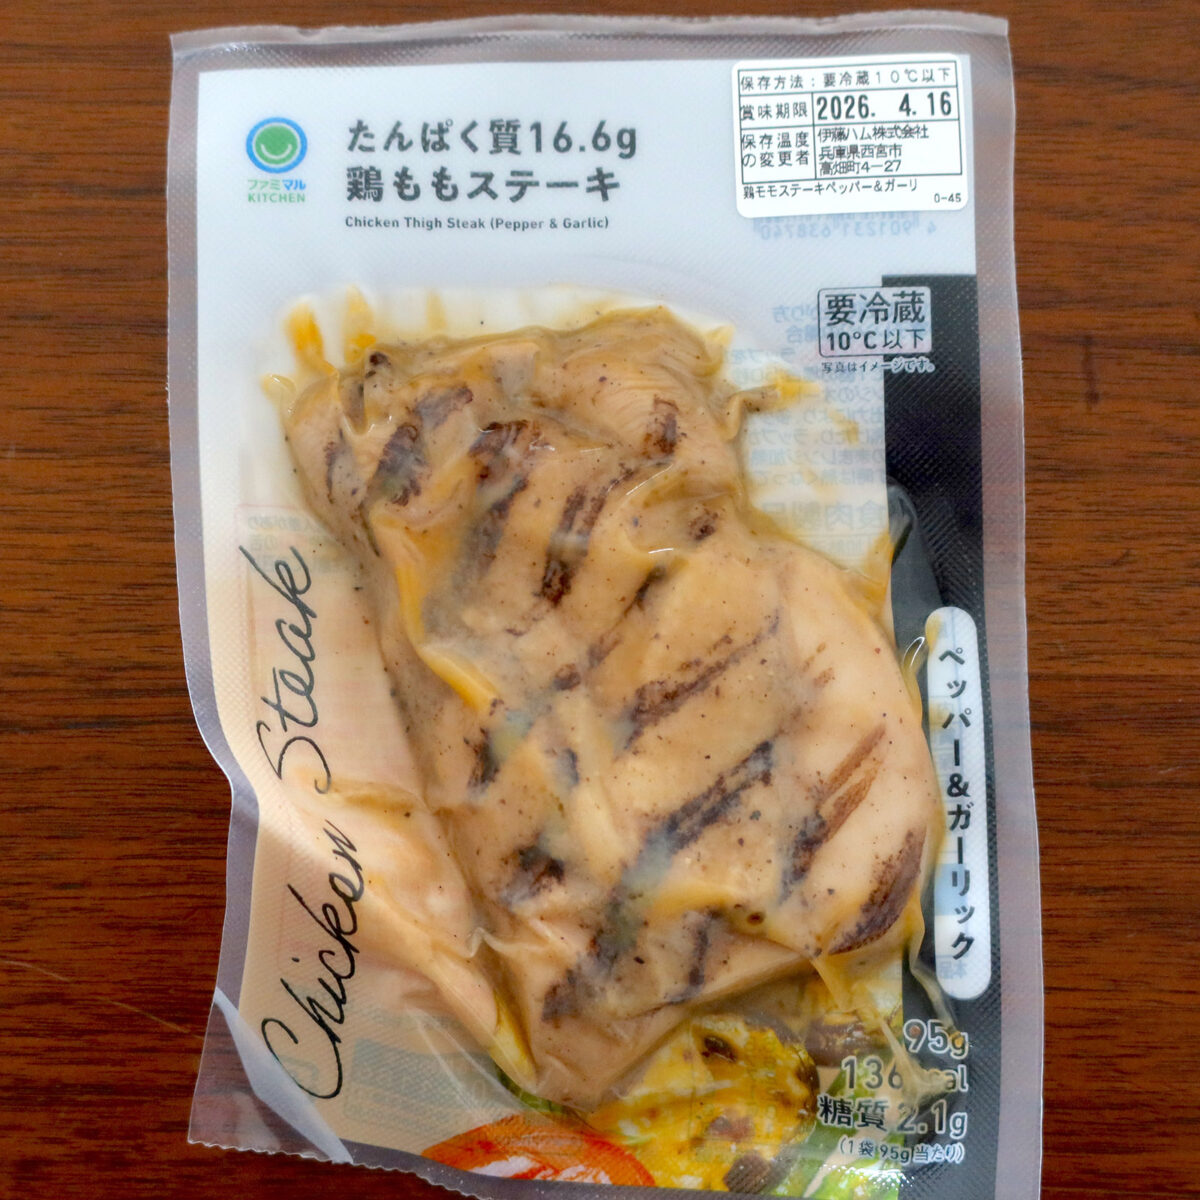 ファミマル
KITCHEN
たんぱく質16.6g
鶏ももステーキ
Chicken Thigh Steak (Pepper & Garlic)
保存方法：要冷蔵10℃以下
賞味期限 2026. 4.16
保存温度の変更者
伊藤ハム株式会社
兵庫県西宮市
高畑町4-27
鶏モモステーキペッパー&ガーリ
0-45
4901231638740
要冷蔵
10℃以下
写真はイメージです。
Chicken Steak
ペッパー&ガーリック
95g
136
糖質2.1g
(1袋95g当たり)